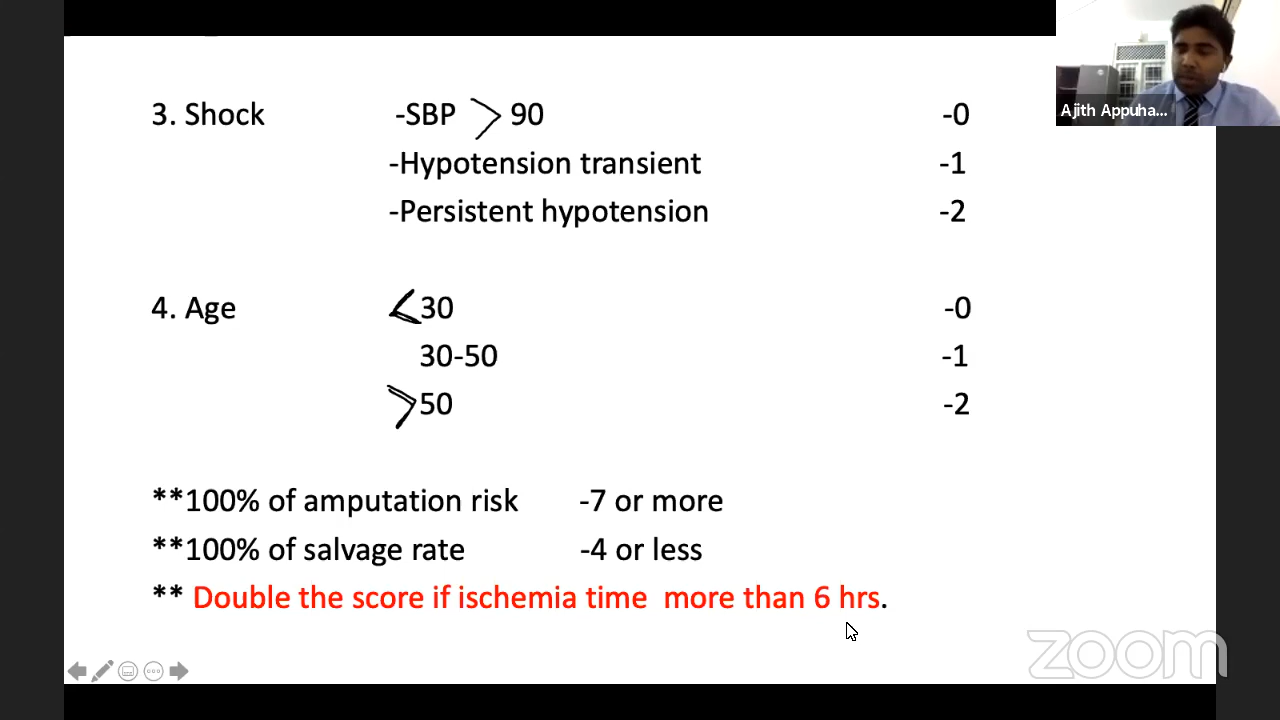 3. Shock -SBP > 90 -0
-Hypotension transient -1
-Persistent hypotension -2
4. Age <30 -0
30-50 -1
>50 -2
**100% of amputation risk -7 or more
**100% of salvage rate -4 or less
** Double the score if ischemia time more than 6 hrs.
Ajith Appuha...
zoom